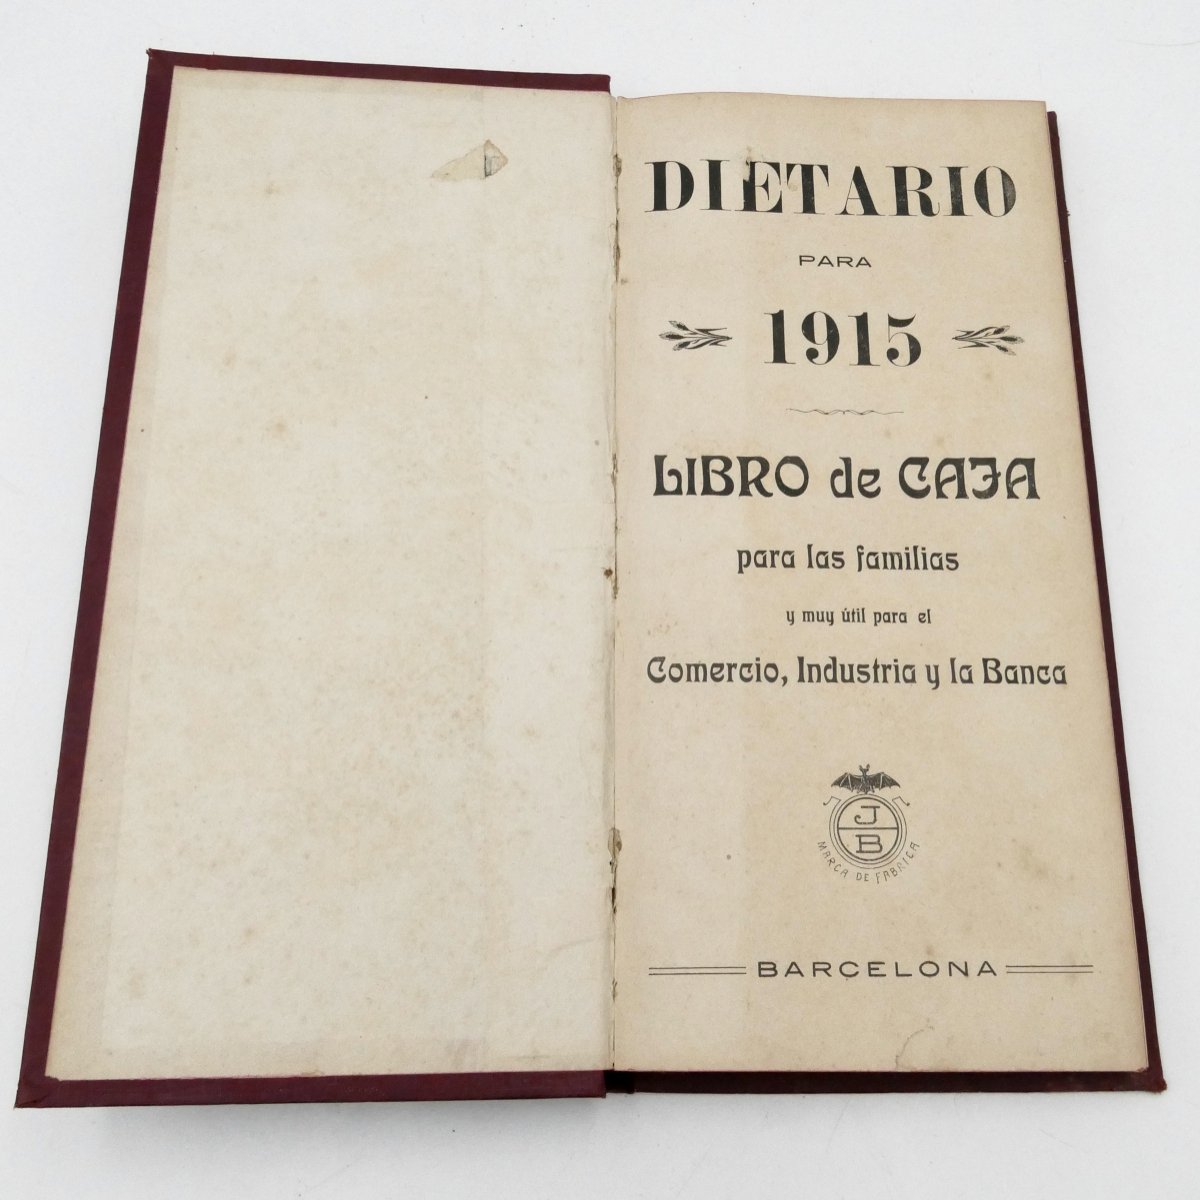 DIETARIO
PARA
1915
LIBRO de CAJA
para las familias
y muy útil para el
Comercio, Industria y la Banca
J
B
MARCA DE FABRICA
BARCELONA